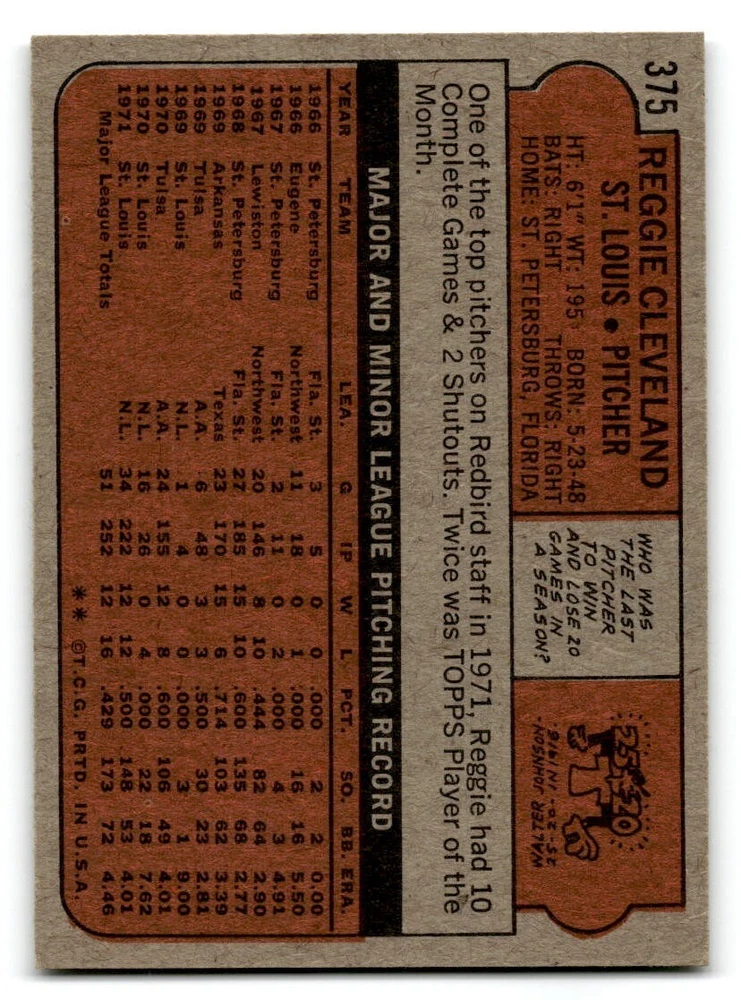 375
REGGIE CLEVELAND
ST. LOUIS • PITCHER
HT: 6'1" WT: 195 BORN: 5-23-48
BATS: RIGHT THROWS: RIGHT
HOME: ST. PETERSBURG, FLORIDA
WHO WAS
THE LAST
PITCHER
TO WIN
AND LOSE 20
GAMES IN
A SEASON?
25 20
WALTER JOHNSON-
25-20- IN 1916
One of the top pitchers on Redbird staff in 1971, Reggie had 10
Complete Games & 2 Shutouts. Twice was TOPPS Player of the
Month.
MAJOR AND MINOR LEAGUE PITCHING RECORD
YEAR TEAM LEA. G IP W L PCT. SO. BB. ERA.
1966 St. Petersburg Fla. St. 3 5 0 0 .000 2 2 0.00
1966 Eugene Northwest 11 18 0 1 .000 16 16 5.50
1967 St. Petersburg Fla. St. 2 11 0 2 .000 4 3 4.91
1967 Lewiston Northwest 20 146 8 10 .444 82 64 2.90
1968 St. Petersburg Fla. St. 27 185 15 10 .600 135 68 2.77
1969 Arkansas Texas 23 170 15 6 .714 103 62 3.39
1969 Tulsa A.A. 6 48 3 3 .500 30 23 2.81
1969 St. Louis N.L. 1 4 0 0 .000 3 1 9.00
1970 Tulsa A.A. 24 155 12 8 .600 106 49 4.01
1970 St. Louis N.L. 16 26 0 4 .000 22 18 7.62
1971 St. Louis N.L. 34 222 12 12 .500 148 53 4.01
Major League Totals 51 252 12 16 .429 173 72 4.46
** ©T.C.G. PRTD. IN U.S.A.